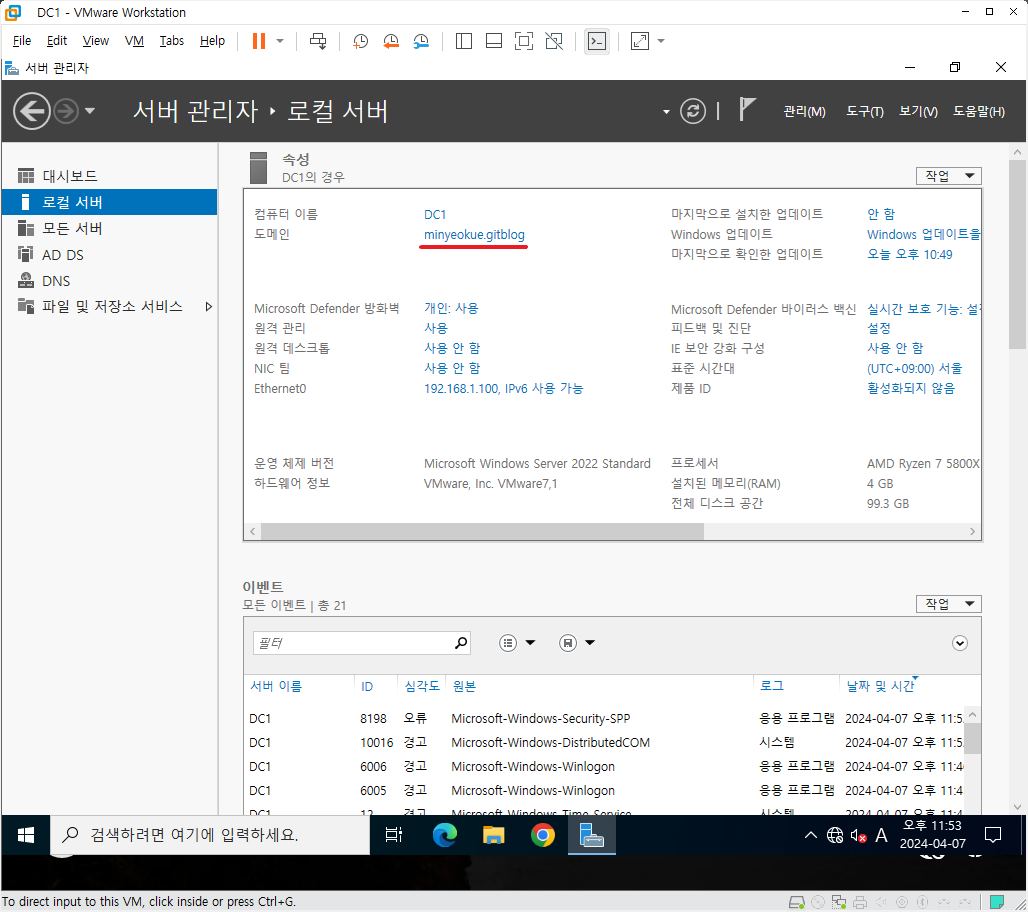 DC1 - VMware Workstation
File Edit View VM Tabs Help
서버 관리자
서버 관리자 ‣ 로컬 서버
관리(M) 도구(T) 보기(V) 도움말(H)
대시보드
로컬 서버
모든 서버
AD DS
DNS
파일 및 저장소 서비스
속성
DC1의 경우
작업
컴퓨터 이름 DC1 마지막으로 설치한 업데이트 안 함
도메인 minyeokue.gitblog Windows 업데이트 Windows 업데이트을
마지막으로 확인한 업데이트 오늘 오후 10:49
Microsoft Defender 방화벽 개인: 사용 Microsoft Defender 바이러스 백신 실시간 보호 기능: 설정
원격 관리 사용 피드백 및 진단 설정
원격 데스크톱 사용 안 함 IE 보안 강화 구성 사용 안 함
NIC 팀 사용 안 함 표준 시간대 (UTC+09:00) 서울
Ethernet0 192.168.1.100, IPv6 사용 가능 제품 ID 활성화되지 않음
운영 체제 버전 Microsoft Windows Server 2022 Standard 프로세서 AMD Ryzen 7 5800X
하드웨어 정보 VMware, Inc. VMware7,1 설치된 메모리(RAM) 4 GB
전체 디스크 공간 99.3 GB
이벤트
모든 이벤트 | 총 21
작업
필터
서버 이름 ID 심각도 원본 로그 날짜 및 시간
DC1 8198 오류 Microsoft-Windows-Security-SPP 응용 프로그램 2024-04-07 오후 11:5
DC1 10016 경고 Microsoft-Windows-DistributedCOM 시스템 2024-04-07 오후 11:5
DC1 6006 경고 Microsoft-Windows-Winlogon 응용 프로그램 2024-04-07 오후 11:4
DC1 6005 경고 Microsoft-Windows-Winlogon 응용 프로그램 2024-04-07 오후 11:4
DC1 12 경고 Microsoft-Windows-Time-Service 시스템 2024-04-07 오후 11:4
검색하려면 여기에 입력하세요.
A
오후 11:53
2024-04-07
To direct input to this VM, click inside or press Ctrl+G.